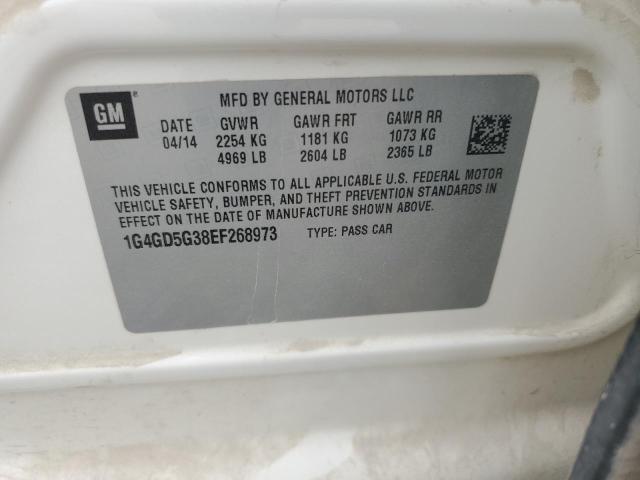 GM
MFD BY GENERAL MOTORS LLC
DATE GVWR GAWR FRT GAWR RR
04/14 2254 KG 1181 KG 1073 KG
4969 LB 2604 LB 2365 LB
THIS VEHICLE CONFORMS TO ALL APPLICABLE U.S. FEDERAL MOTOR
VEHICLE SAFETY, BUMPER, AND THEFT PREVENTION STANDARDS IN
EFFECT ON THE DATE OF MANUFACTURE SHOWN ABOVE.
1G4GD5G38EF268973 TYPE: PASS CAR